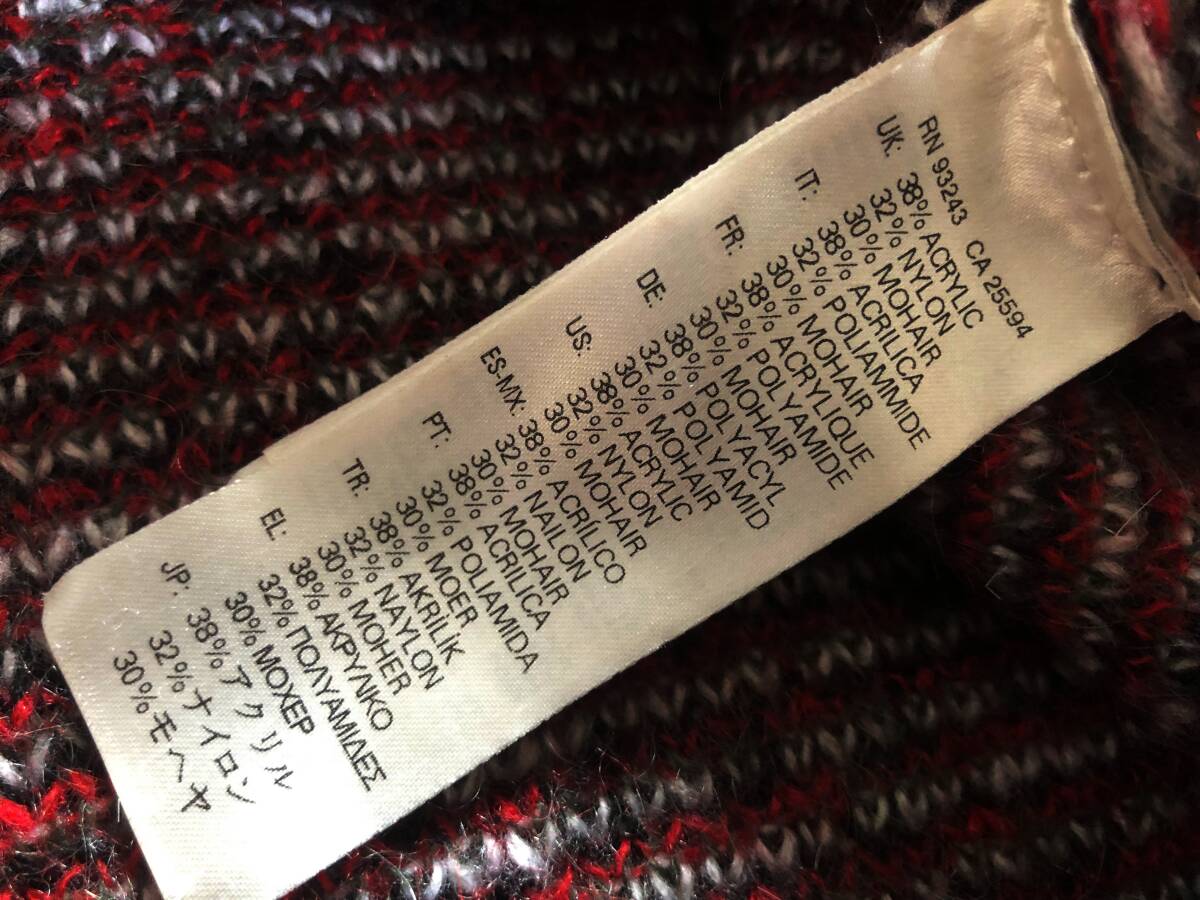 RN 93243 CA 25594
UK: 38% ACRYLIC
32% NYLON
30% MOHAIR
IT: 38% ACRILICA
32% POLIAMMIDE
30% MOHAIR
FR: 38% ACRYLIQUE
32% POLYAMIDE
30% MOHAIR
DE: 38% POLYACYL
32% POLYAMID
30% MOHAIR
US: 38% ACRYLIC
32% NYLON
30% MOHAIR
ES-MX: 38% ACRÍLICO
32% NAILON
30% MOHAIR
PT: 38% ACRILICA
32% POLIAMIDA
30% MOER
TR: 38% AKRİLİK
32% NAYLON
30% MOHER
EL: 38% ΑΚΡΥΛΙΚΟ
32% ΠΟΛΥΑΜΙΔΕΣ
30% ΜΟΧΕΡ
JP: 38% アクリル
32% ナイロン
30% モヘヤ